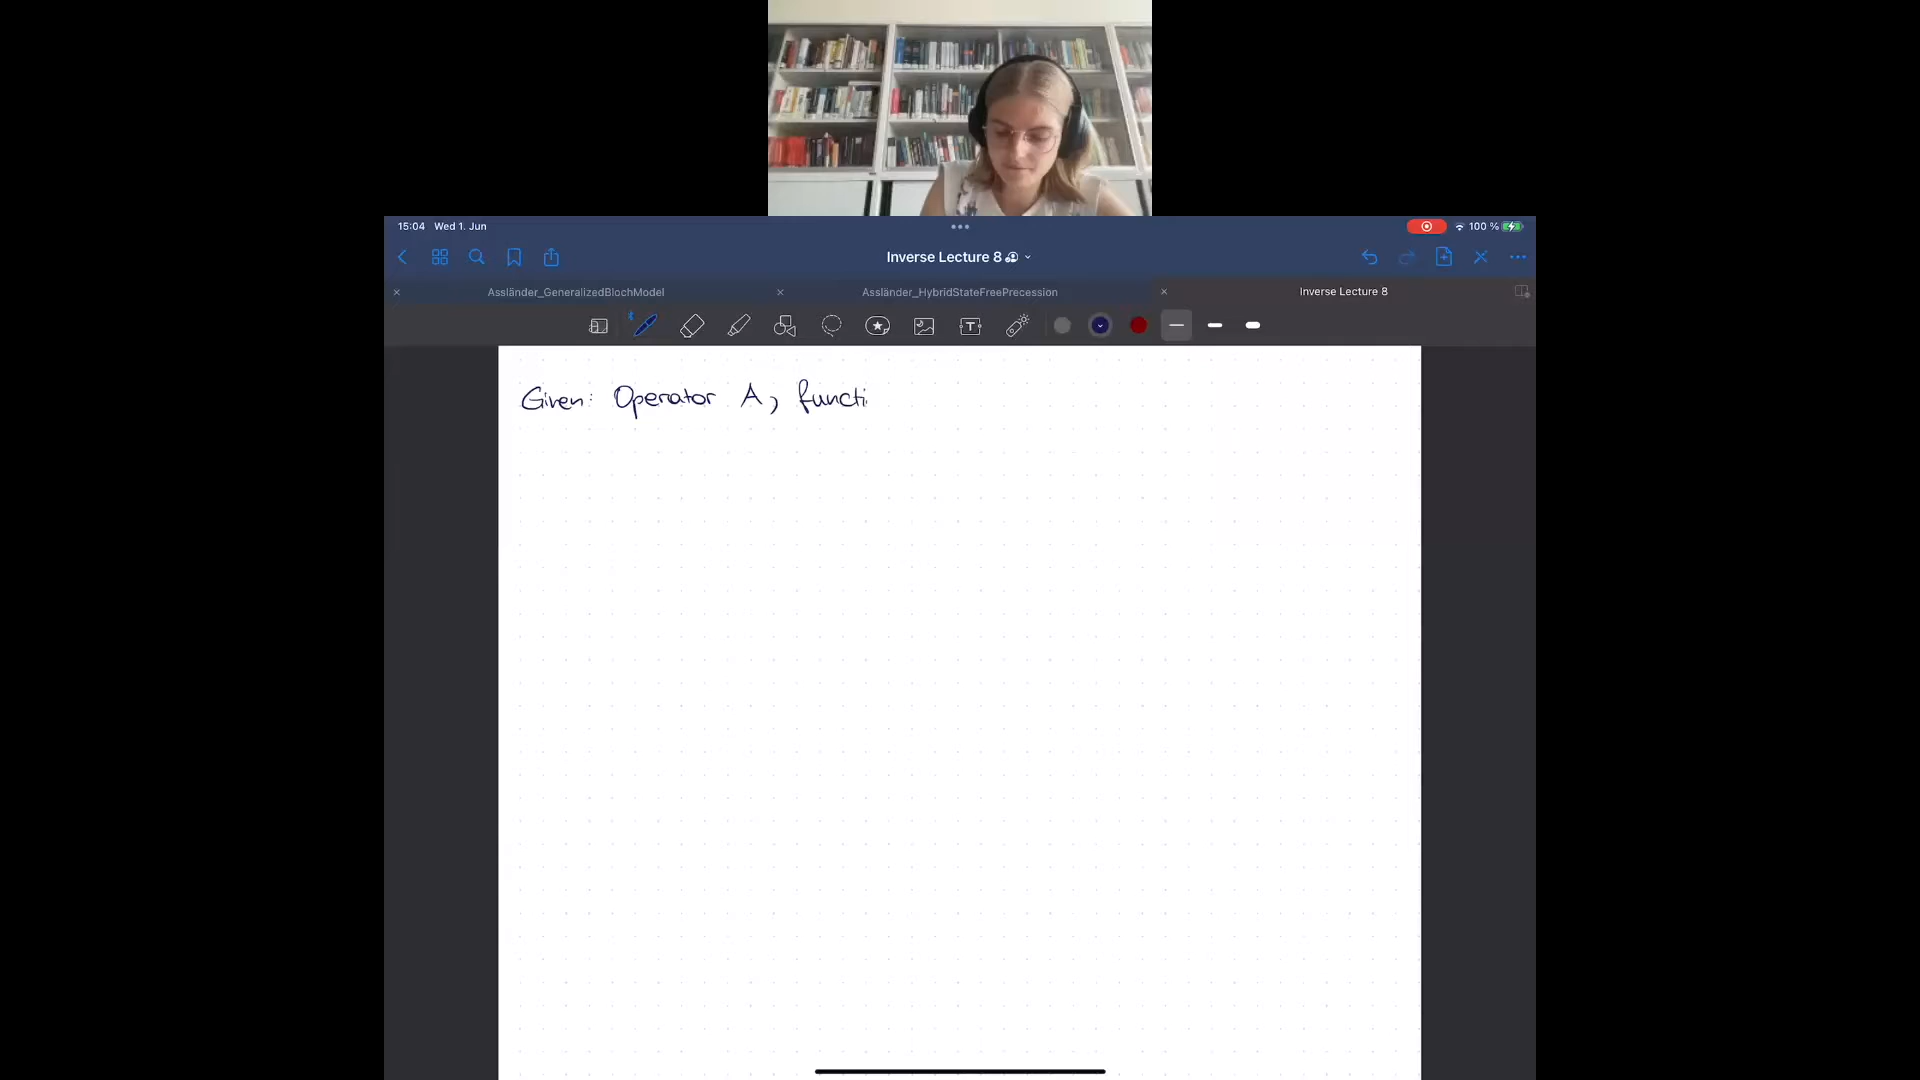 15:04 Wed 1. Jun
100 %
Inverse Lecture 8
Assländer_GeneralizedBlochModel
Assländer_HybridStateFreePrecession
Inverse Lecture 8
T
Given: Operator A, functi